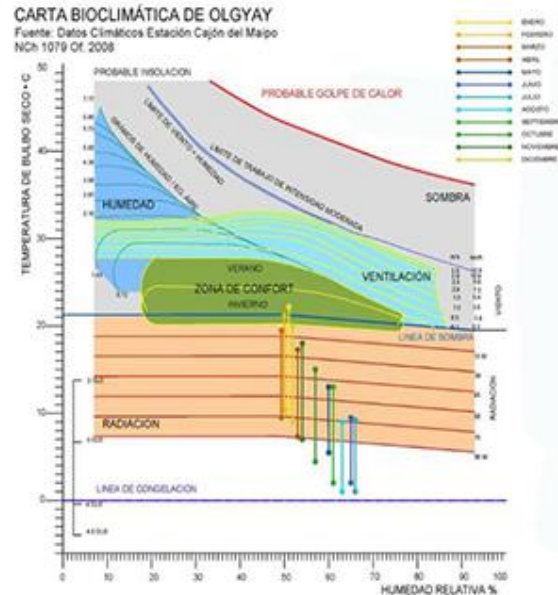 CARTA BIOCLIMÁTICA DE OLGYAY
Fuente: Datos Climáticos Estación Cajón del Maipo
NCh 1079 Of. 2008
ENERO
FEBRERO
MARZO
ABRIL
MAYO
JUNIO
JULIO
AGOSTO
SEPTIEMBRE
OCTUBRE
NOVIEMBRE
DICIEMBRE
TEMPERATURA DE BULBO SECO • C
50
40
30
20
10
0
PROBABLE INSOLACION
PROBABLE GOLPE DE CALOR
LIMITE DE VIENTO + HUMEDAD
LIMITE DE TRABAJO DE INTENSIDAD MODERADA
SOMBRA
HUMEDAD
VERANO
ZONA DE CONFORT
INVIERNO
VENTILACIÓN
VIENTO
LINEA DE SOMBRA
RADIACIÓN
RADIACION
LINEA DE CONGELACION
0 10 20 30 40 50 60 70 80 90 100
HUMEDAD RELATIVA %